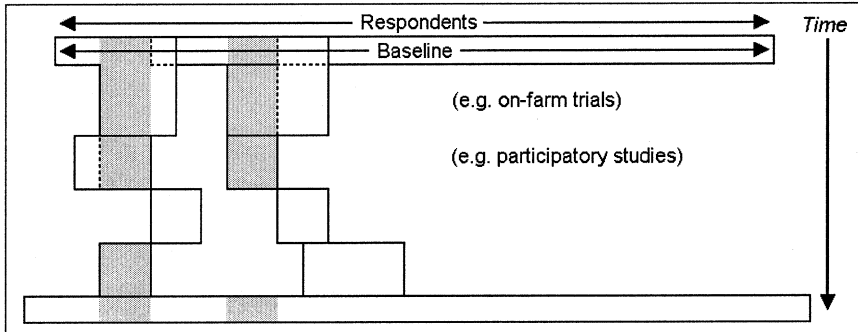 Respondents
Time
Baseline
(e.g. on-farm trials)
(e.g. participatory studies)